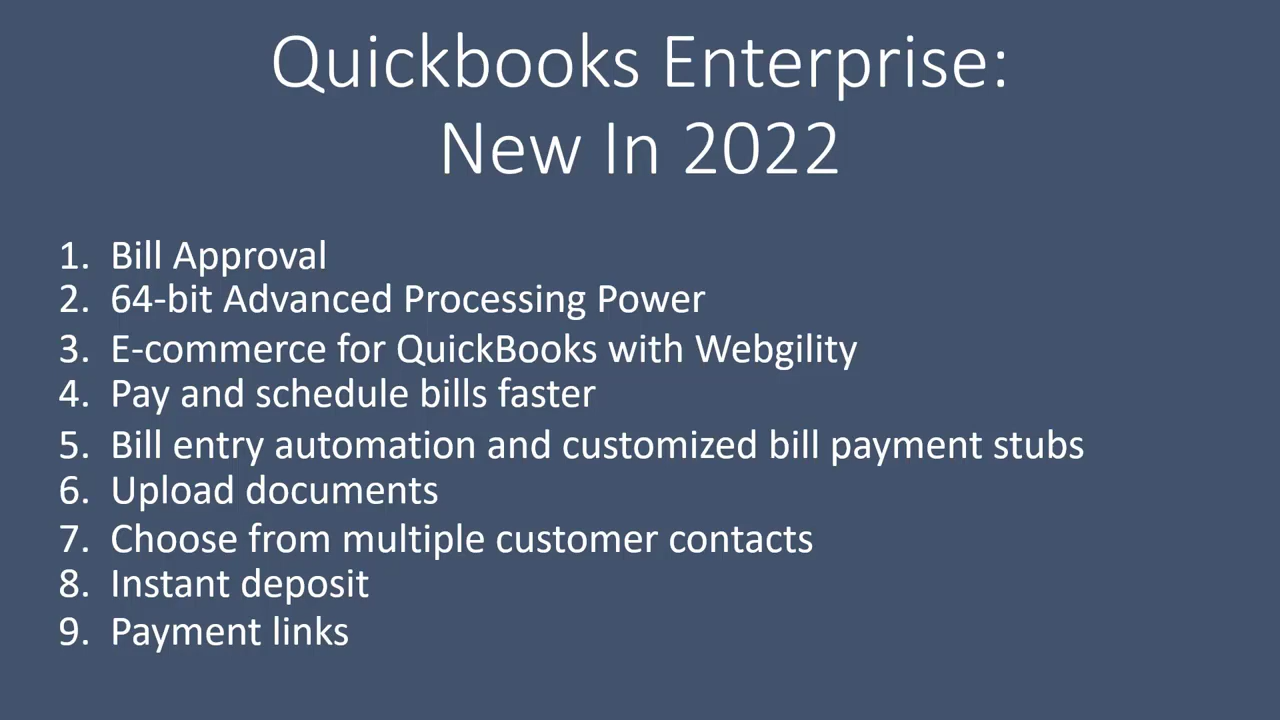 Quickbooks Enterprise:
New In 2022
1. Bill Approval
2. 64-bit Advanced Processing Power
3. E-commerce for QuickBooks with Webgility
4. Pay and schedule bills faster
5. Bill entry automation and customized bill payment stubs
6. Upload documents
7. Choose from multiple customer contacts
8. Instant deposit
9. Payment links